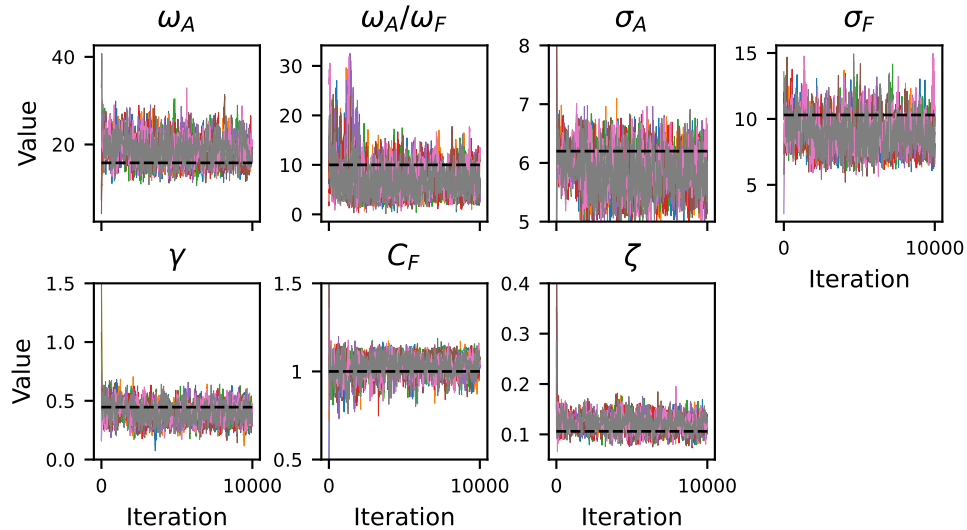 ω_A
ω_A/ω_F
σ_A
σ_F
Value
40
20
30
20
10
0
8
7
6
5
15
10
5
0 10000
Iteration
γ
C_F
ζ
Value
1.5
1.0
0.5
0.0
1.5
1
0.5
0.4
0.3
0.2
0.1
0 10000
0 10000
0 10000
Iteration
Iteration
Iteration